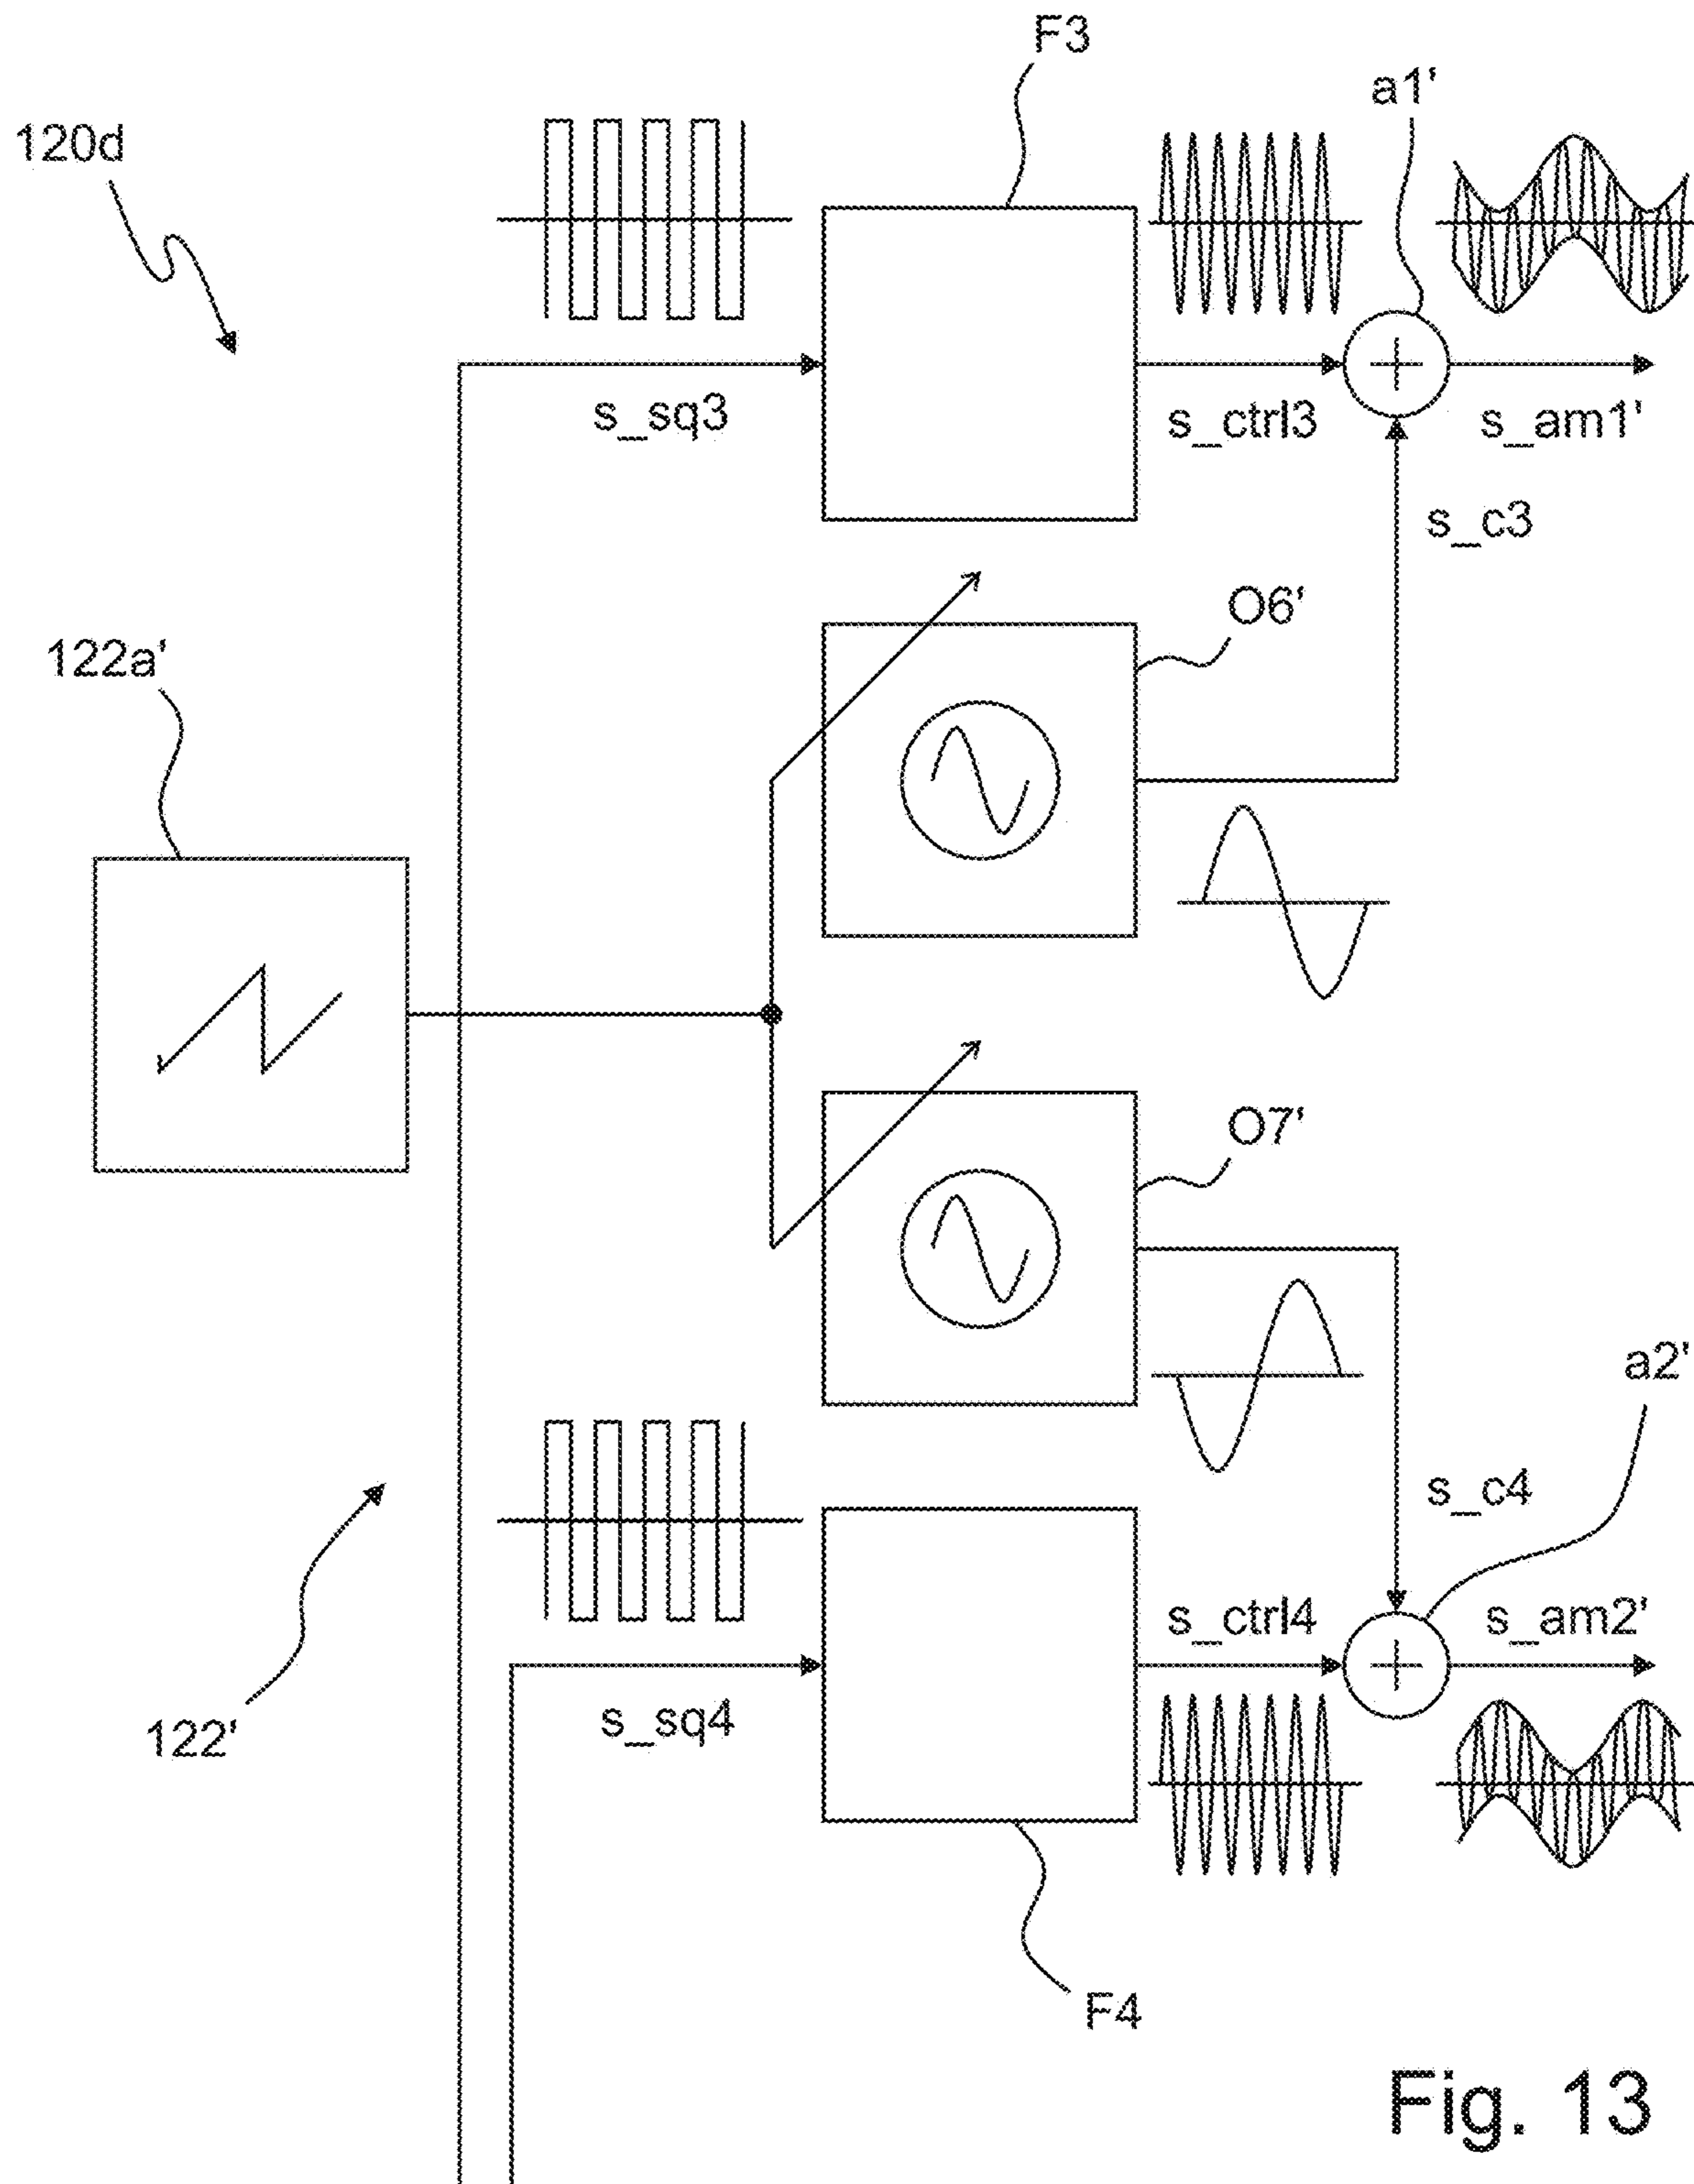 F3
a1'
120d
s_sq3
s_ctrl3
s_am1'
s_c3
O6'
122a'
O7'
a2'
s_c4
s_ctrl4
s_am2'
s_sq4
122'
F4
Fig. 13